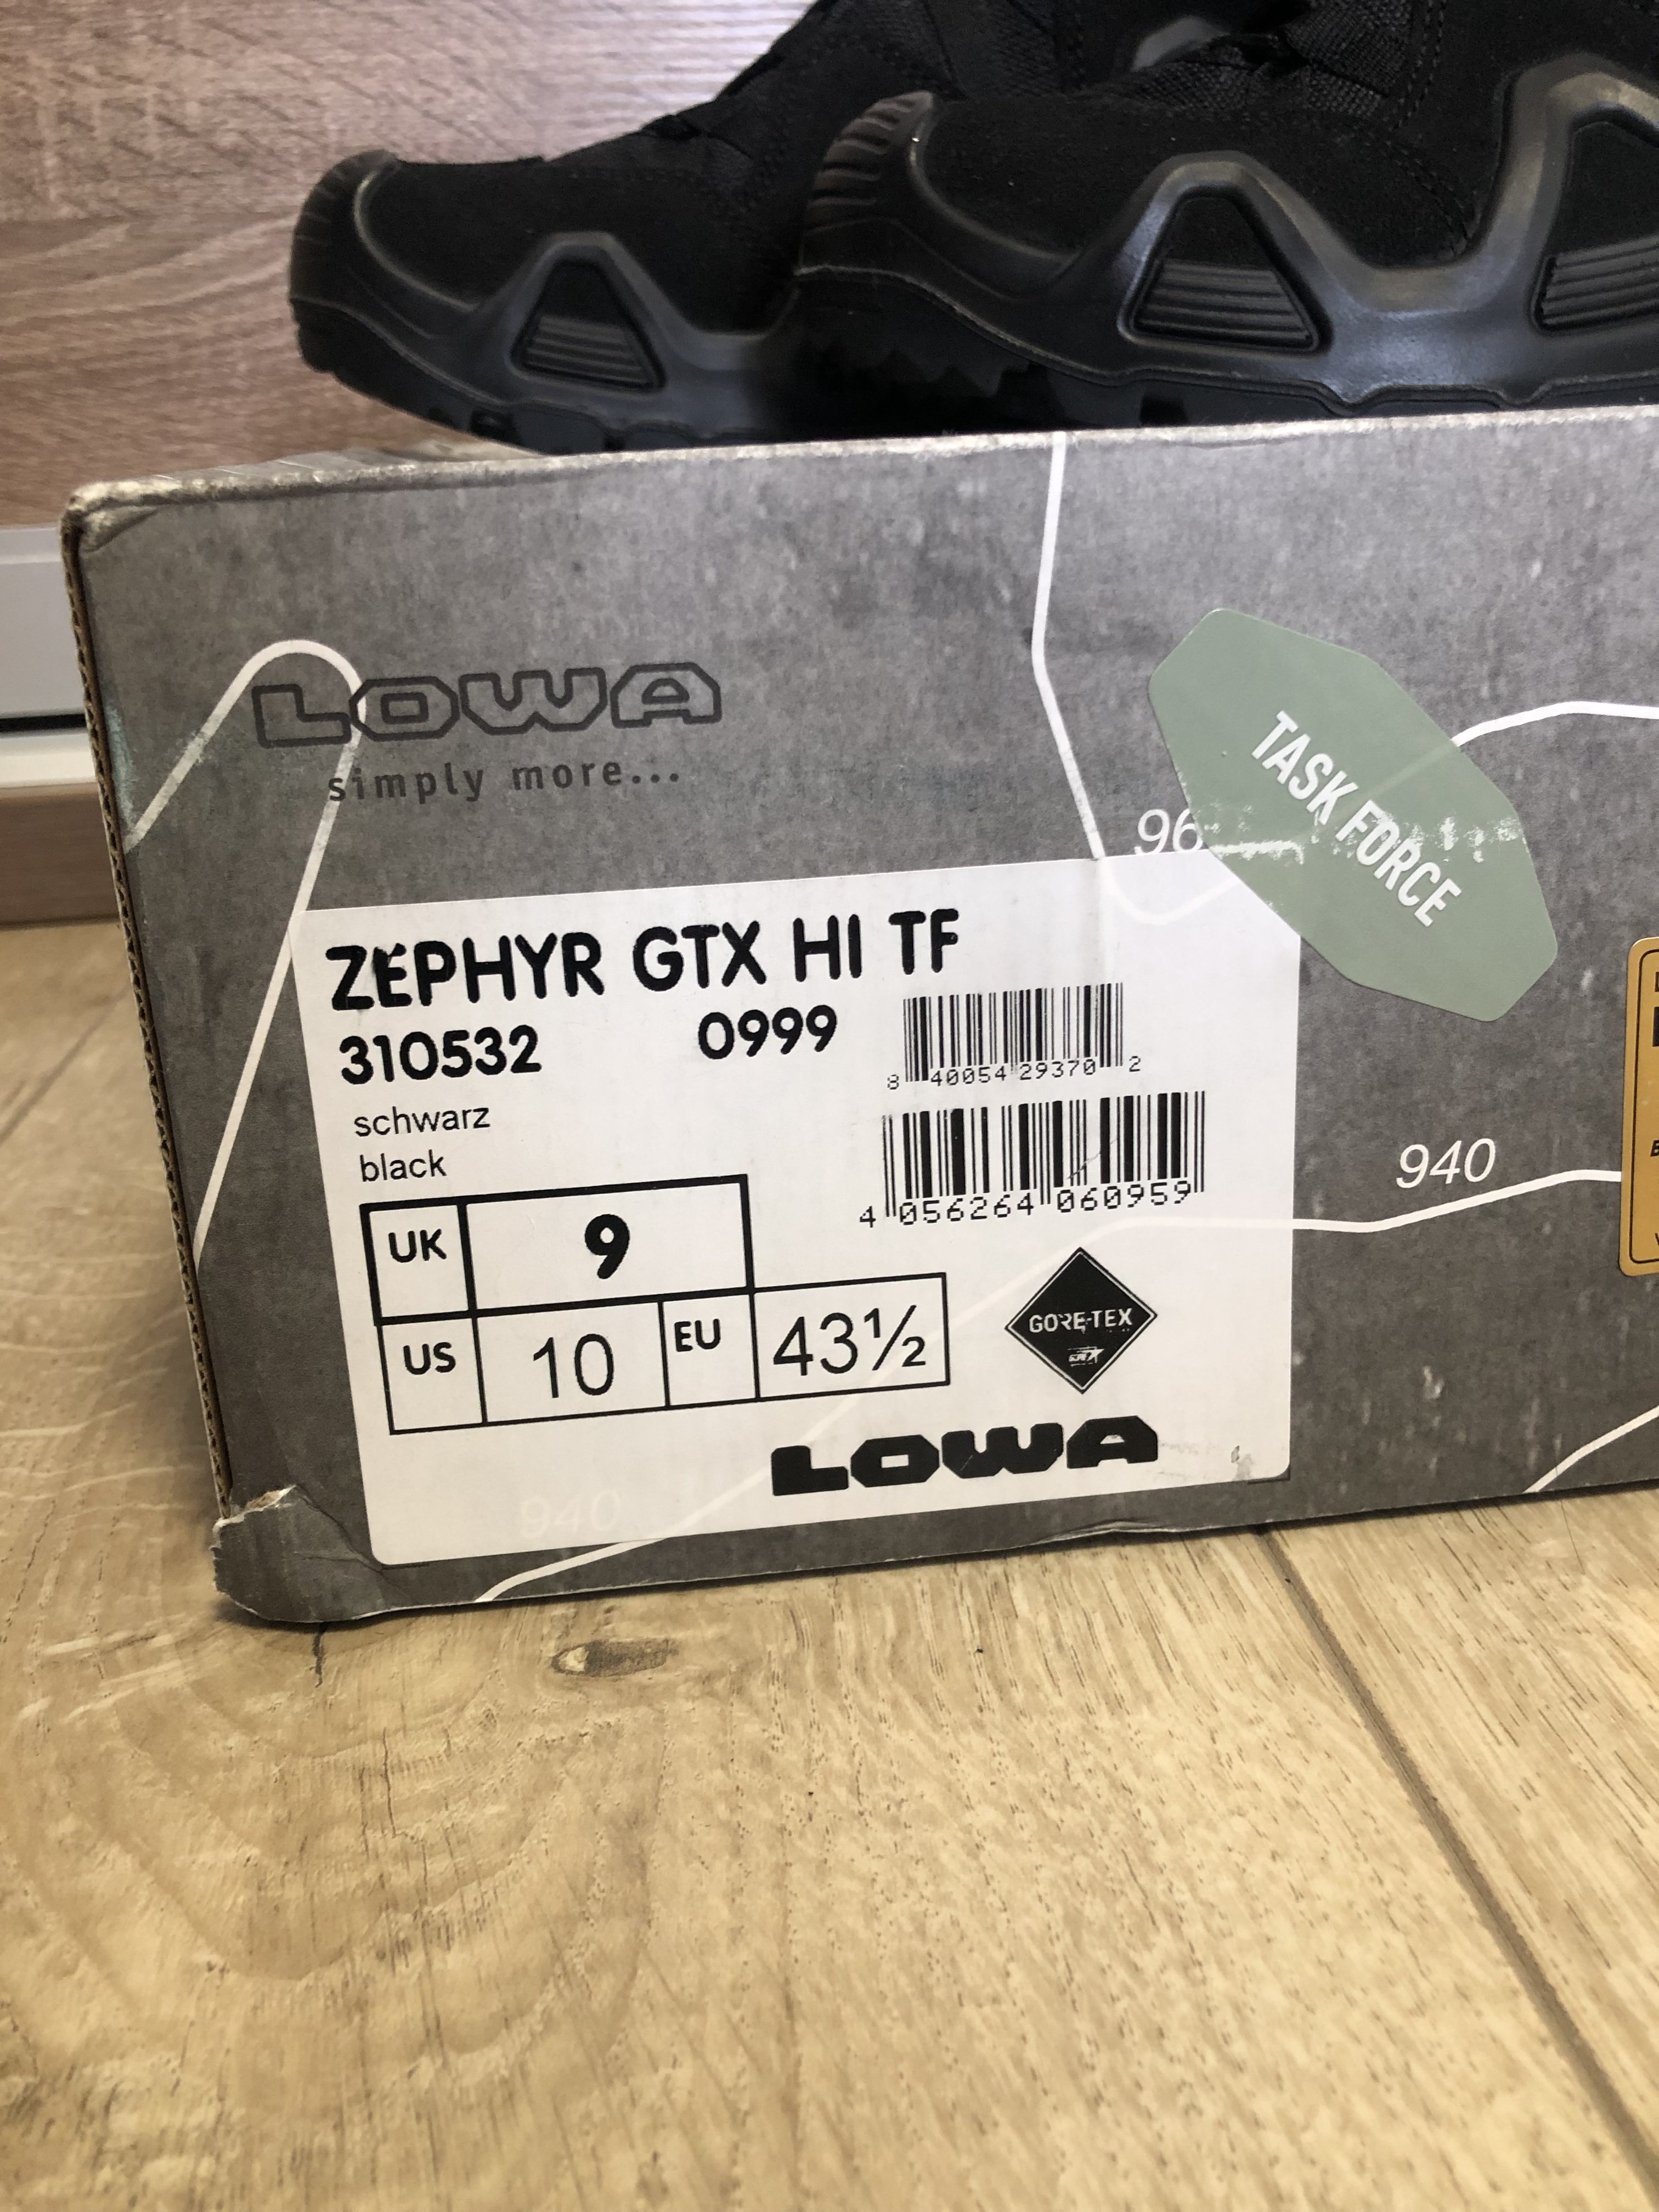 LOWA
simply more...
TASK FORCE
96
ZEPHYR GTX HI TF
310532 0999
8 40054 29370 2
schwarz
black
4 056264 060959
940
UK 9
US 10 EU 43½
GORE-TEX
LOWA
940